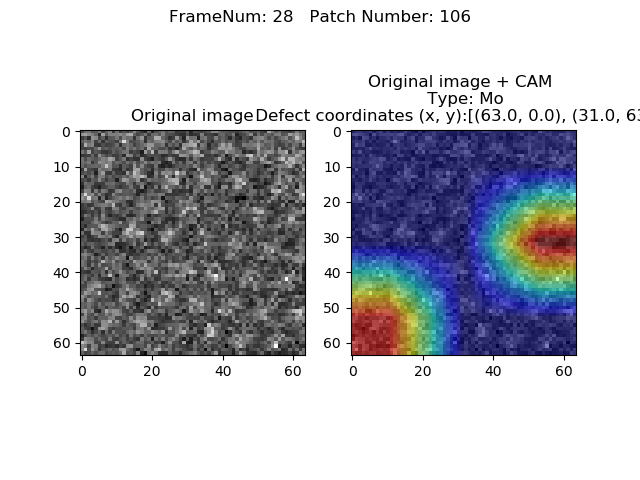 FrameNum: 28   Patch Number: 106
Original image + CAM
Type: Mo
Original image
Defect coordinates (x, y):[(63.0, 0.0), (31.0, 63
0
10
20
30
40
50
60
0 20 40 60
0
10
20
30
40
50
60
0 20 40 60